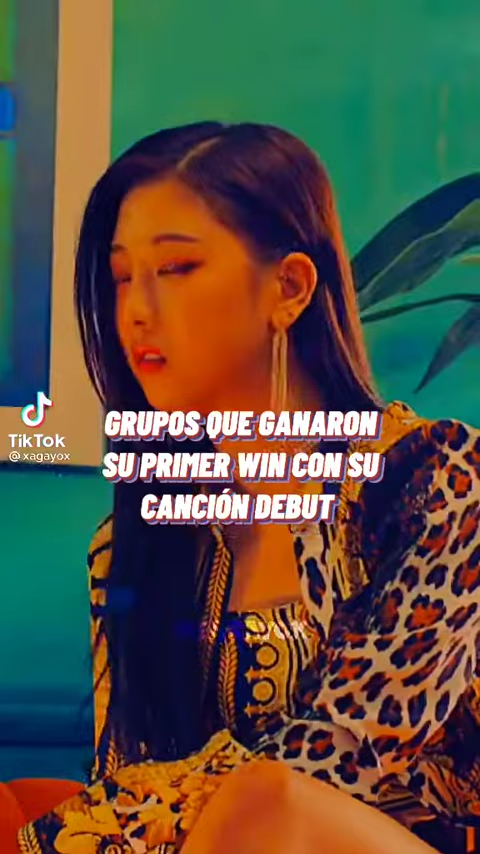 GRUPOS QUE GANARON
SU PRIMER WIN CON SU
CANCIÓN DEBUT
TikTok
@xagayox